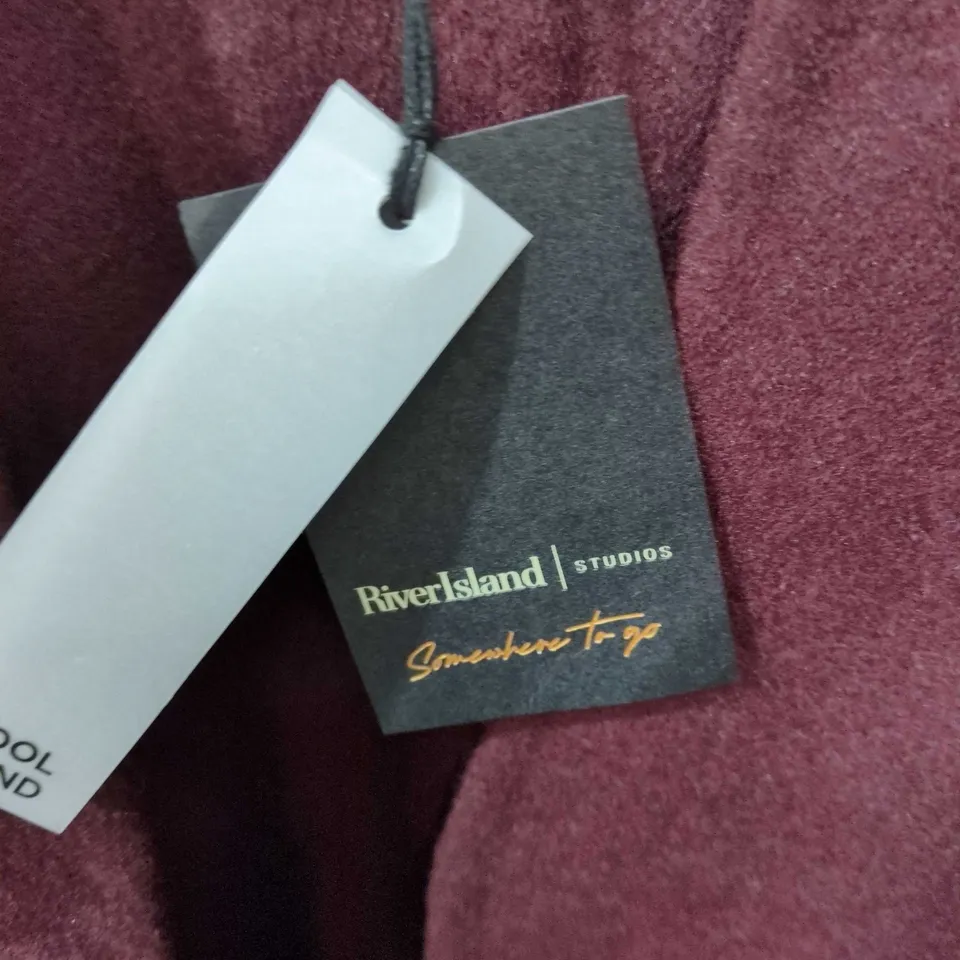 RiverIsland | STUDIOS
Somewhere to go
OOL
ND